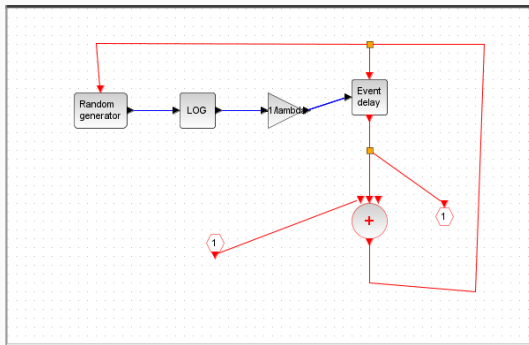 Event
delay
Random
generator
LOG
1/lambda
+
1
1